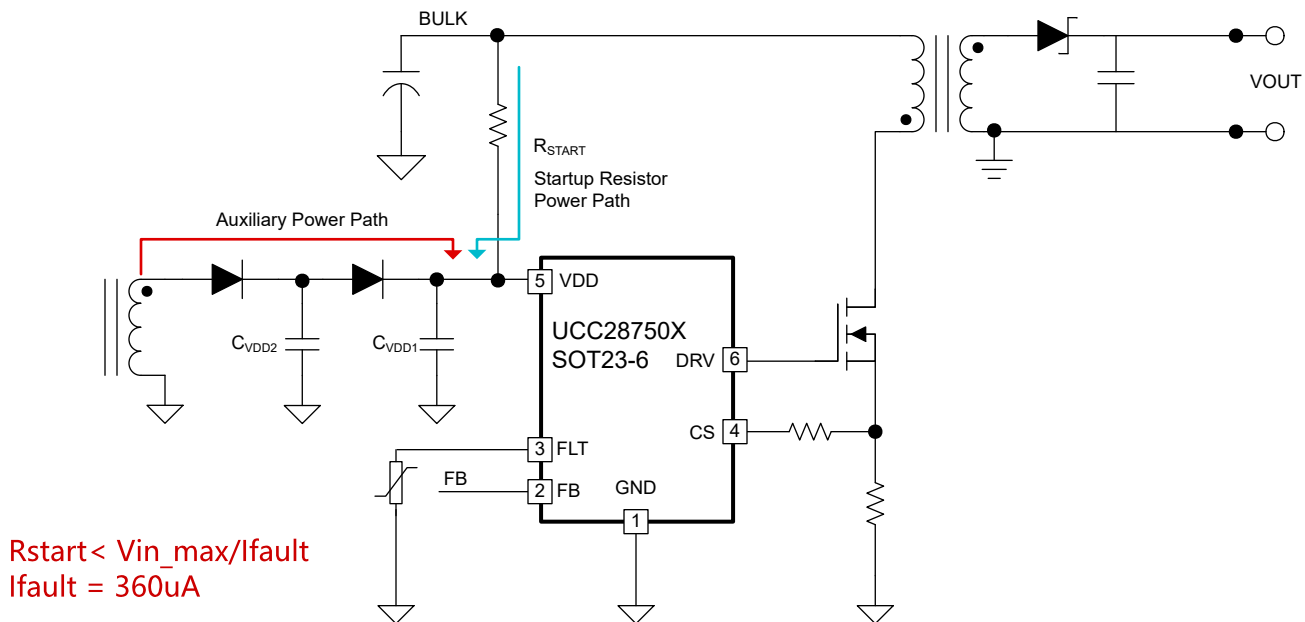 BULK
VOUT
RSTART
Startup Resistor
Power Path
Auxiliary Power Path
5
VDD
UCC28750X
SOT23-6
CVDD2
CVDD1
DRV
6
CS
4
3
FLT
FB
2
FB
GND
1
Rstart< Vin_max/Ifault
Ifault = 360uA